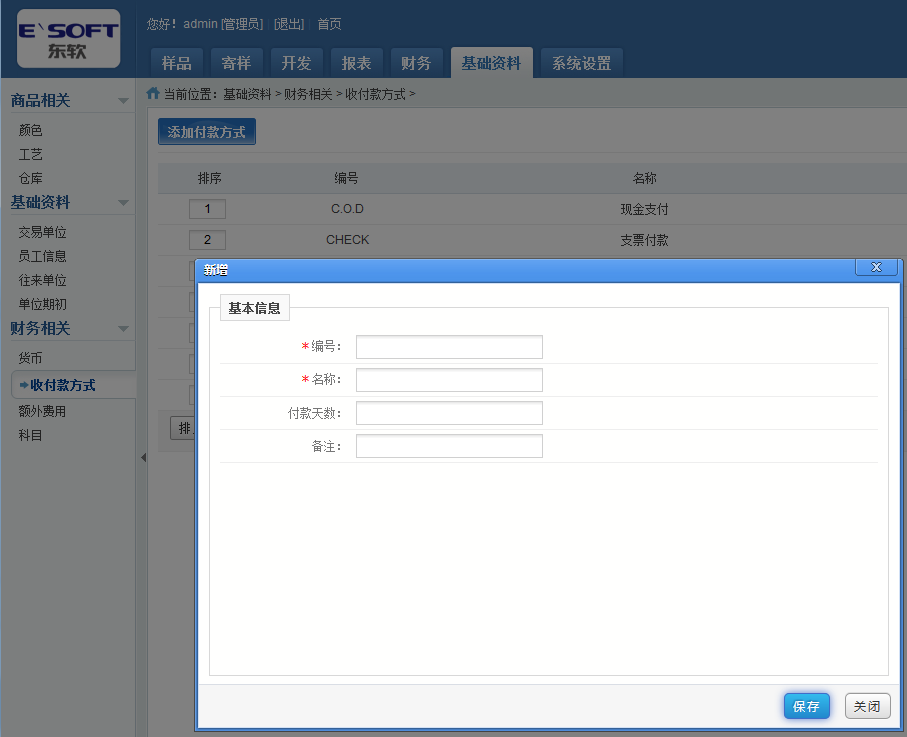 E`SOFT
东软
您好！admin [管理员] [退出] 首页
样品 寄样 开发 报表 财务 基础资料 系统设置
当前位置：基础资料 > 财务相关 > 收付款方式 >
商品相关
颜色
工艺
仓库
基础资料
交易单位
员工信息
往来单位
单位期初
财务相关
货币
收付款方式
额外费用
科目
添加付款方式
排序 编号 名称
1 C.O.D 现金支付
2 CHECK 支票付款
排
新增 X
基本信息
*编号：
*名称：
付款天数：
备注：
保存 关闭